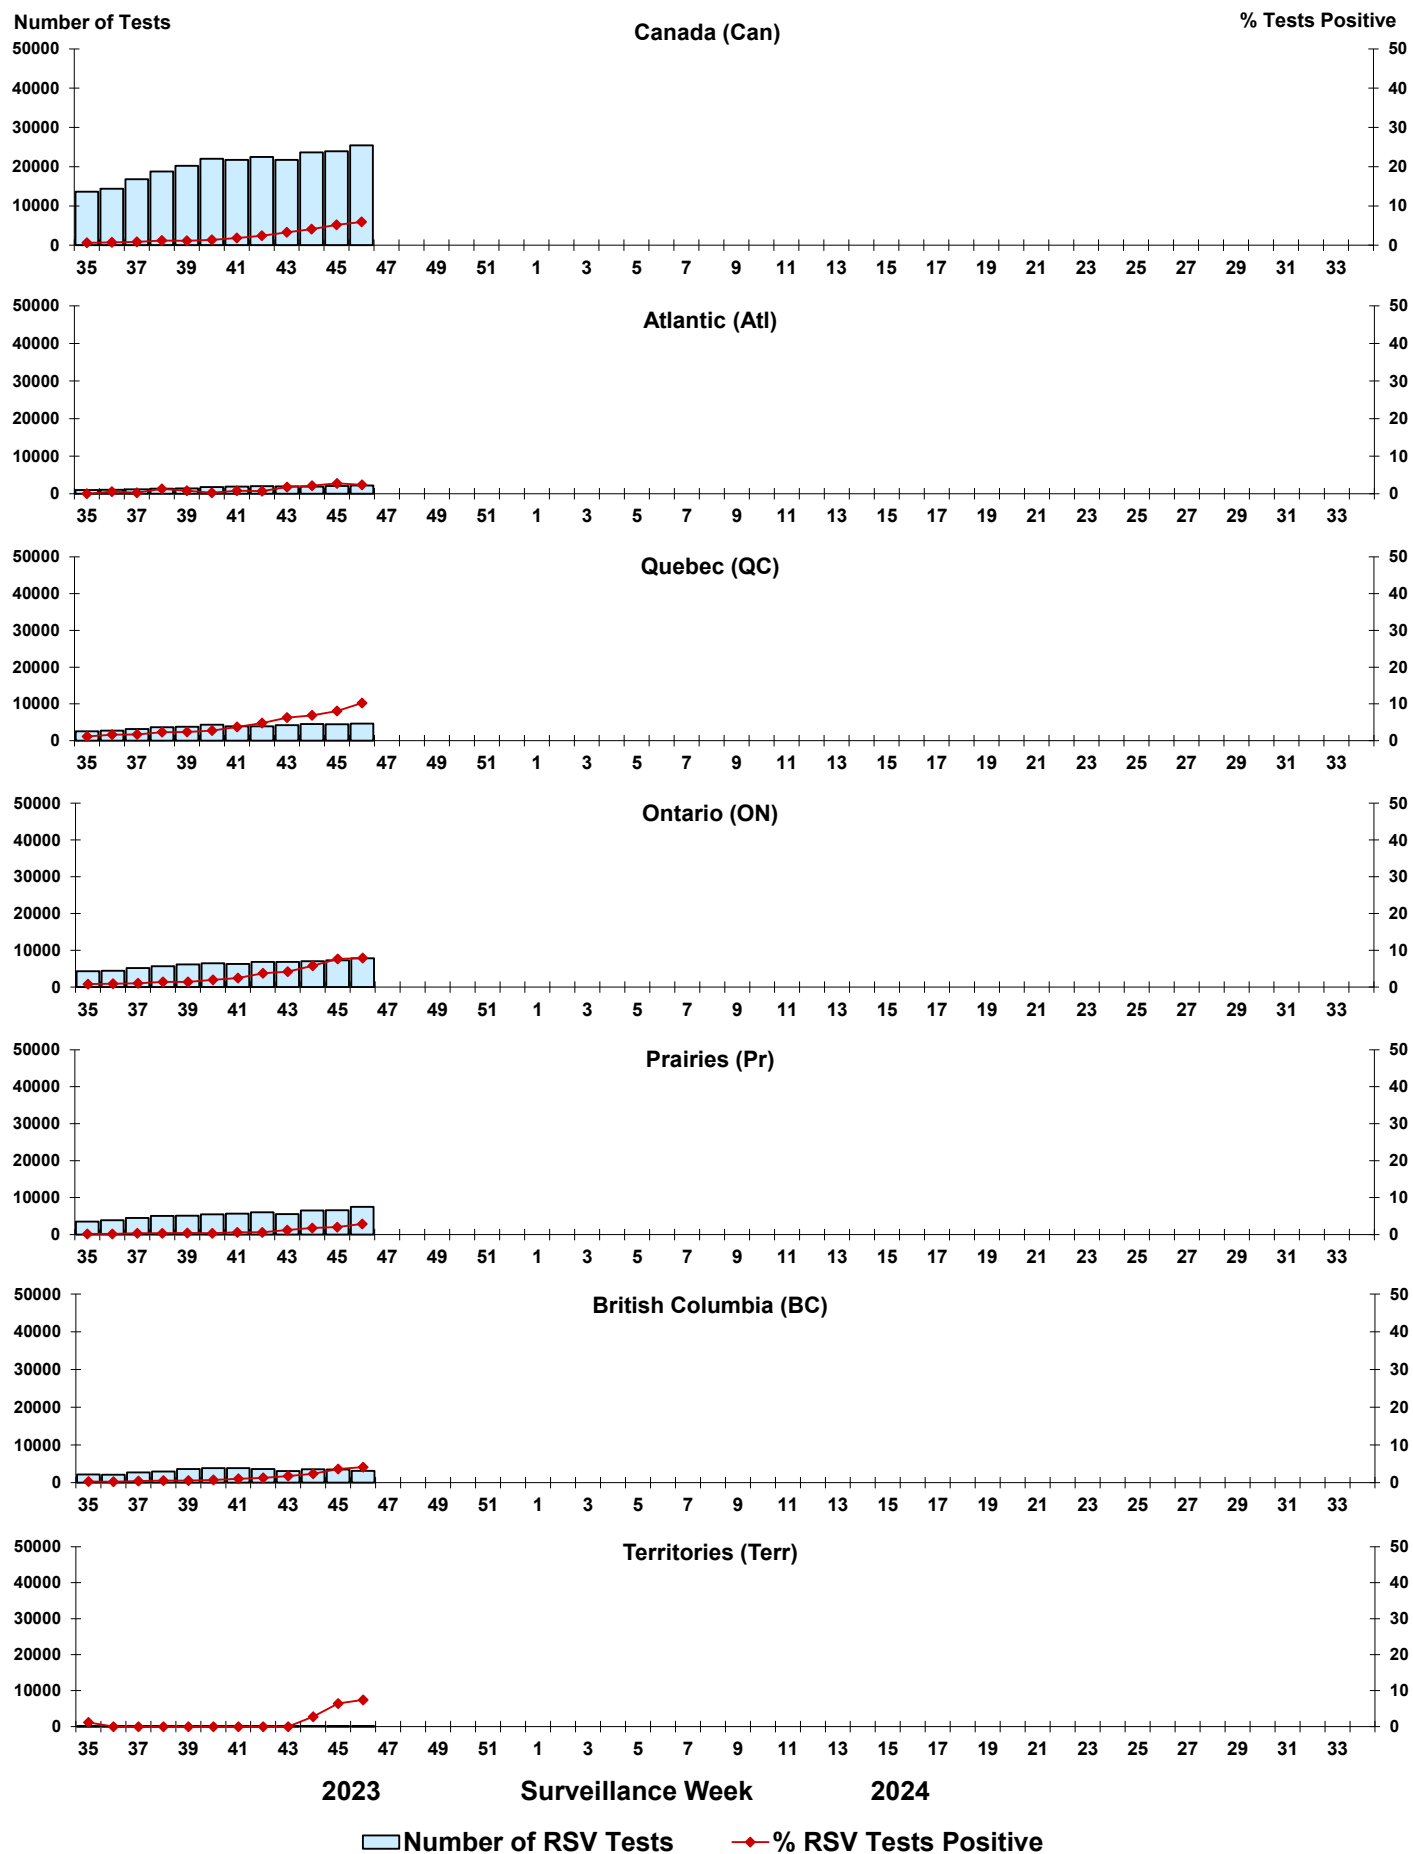 Number of Tests
Canada (Can)
% Tests Positive
50000 50
40000 40
30000 30
20000 20
10000 10
0 0
35 37 39 41 43 45 47 49 51 1 3 5 7 9 11 13 15 17 19 21 23 25 27 29 31 33
Atlantic (Atl)
50000 50
40000 40
30000 30
20000 20
10000 10
0 0
35 37 39 41 43 45 47 49 51 1 3 5 7 9 11 13 15 17 19 21 23 25 27 29 31 33
Quebec (QC)
50000 50
40000 40
30000 30
20000 20
10000 10
0 0
35 37 39 41 43 45 47 49 51 1 3 5 7 9 11 13 15 17 19 21 23 25 27 29 31 33
Ontario (ON)
50000 50
40000 40
30000 30
20000 20
10000 10
0 0
35 37 39 41 43 45 47 49 51 1 3 5 7 9 11 13 15 17 19 21 23 25 27 29 31 33
Prairies (Pr)
50000 50
40000 40
30000 30
20000 20
10000 10
0 0
35 37 39 41 43 45 47 49 51 1 3 5 7 9 11 13 15 17 19 21 23 25 27 29 31 33
British Columbia (BC)
50000 50
40000 40
30000 30
20000 20
10000 10
0 0
35 37 39 41 43 45 47 49 51 1 3 5 7 9 11 13 15 17 19 21 23 25 27 29 31 33
Territories (Terr)
50000 50
40000 40
30000 30
20000 20
10000 10
0 0
35 37 39 41 43 45 47 49 51 1 3 5 7 9 11 13 15 17 19 21 23 25 27 29 31 33
2023 Surveillance Week 2024
Number of RSV Tests % RSV Tests Positive